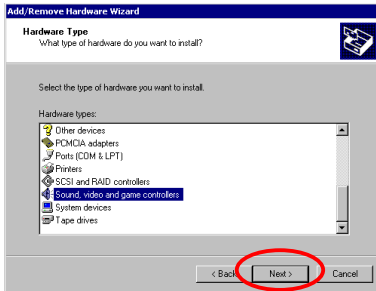 Add/Remove Hardware Wizard
Hardware Type
What type of hardware do you want to install?
Select the type of hardware you want to install.
Hardware types:
Other devices
PCMCIA adapters
Ports (COM & LPT)
Printers
SCSI and RAID controllers
Sound, video and game controllers
System devices
Tape drives
< Back
Next >
Cancel